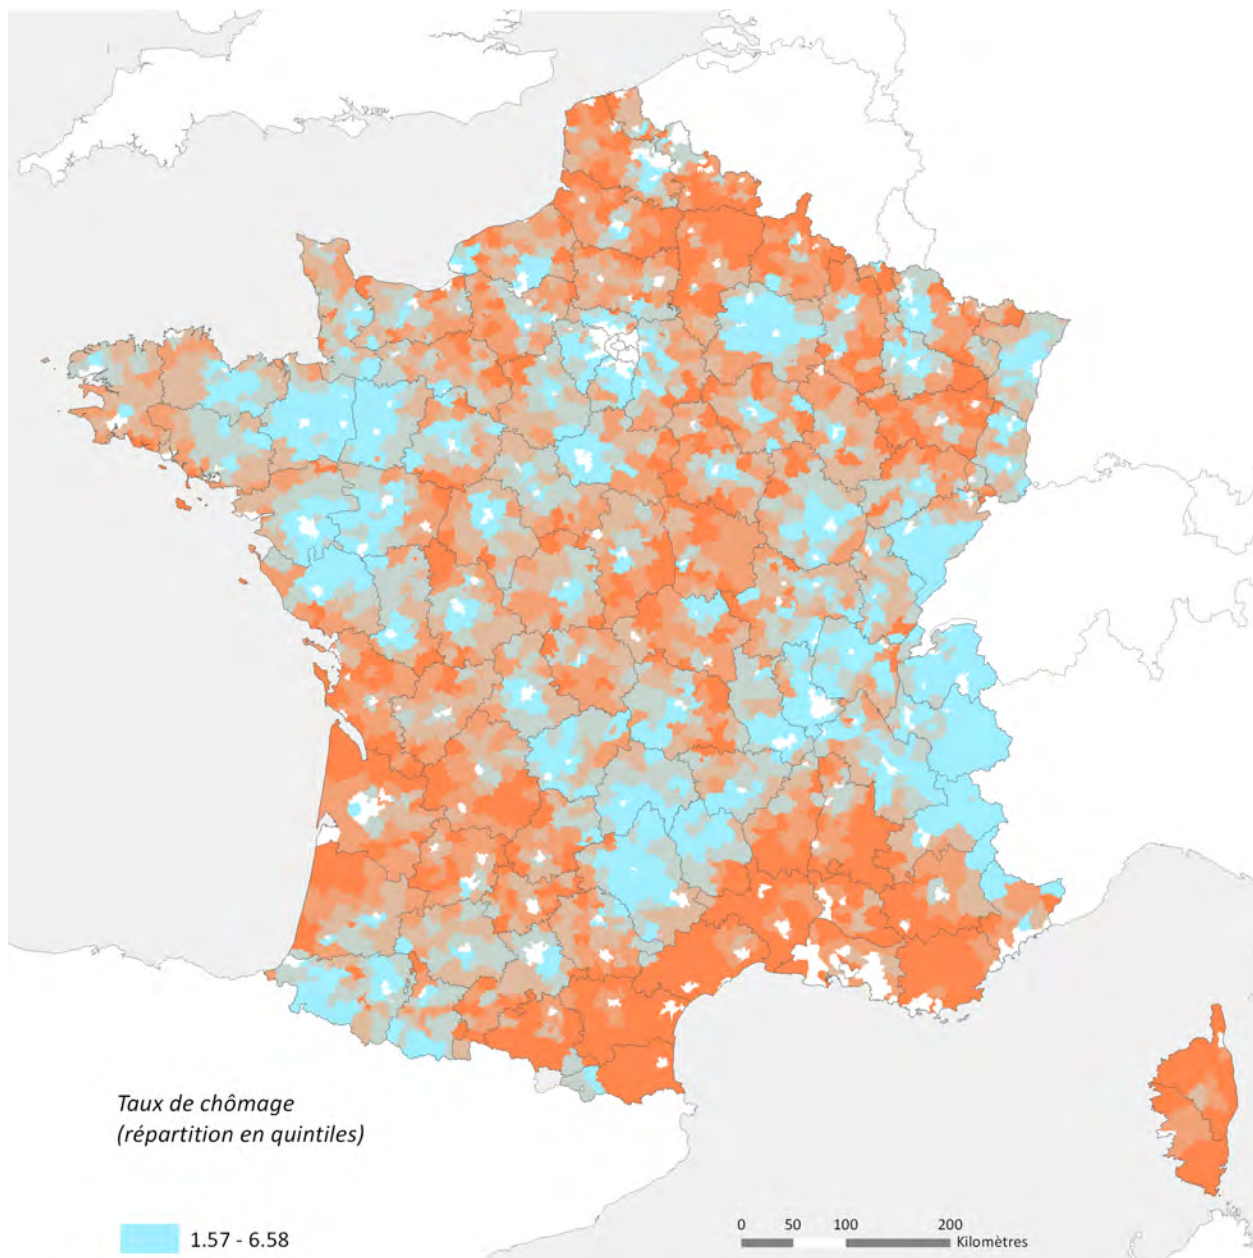 Taux de chômage
(répartition en quintiles)
1.57 - 6.58
0 50 100 200
Kilomètres